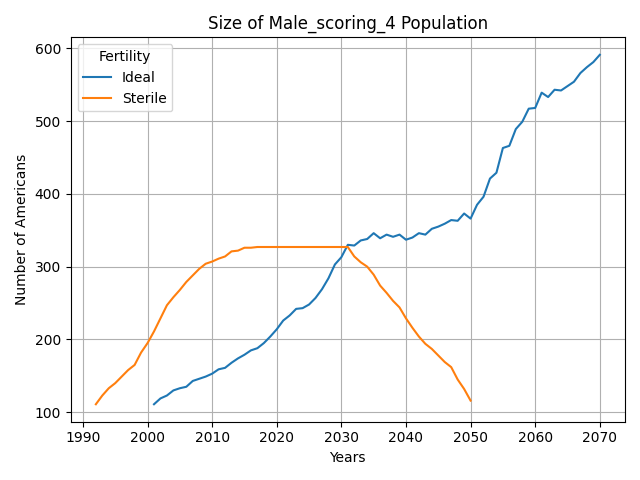 Size of Male_scoring_4 Population
Fertility
Ideal
Sterile
600
500
400
300
200
100
Number of Americans
1990 2000 2010 2020 2030 2040 2050 2060 2070
Years